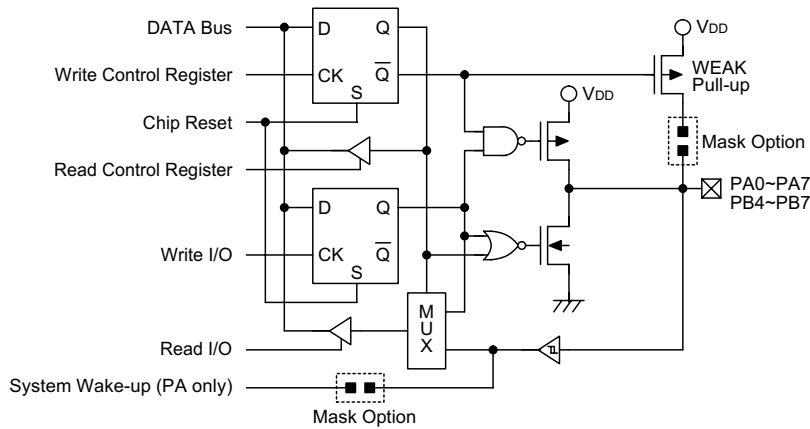 DATA Bus
Write Control Register
Chip Reset
Read Control Register
Write I/O
Read I/O
System Wake-up (PA only)
D
Q
CK
Q
S
D
Q
CK
Q
S
M
U
X
Mask Option
VDD
VDD
WEAK
Pull-up
Mask Option
PA0~PA7
PB4~PB7